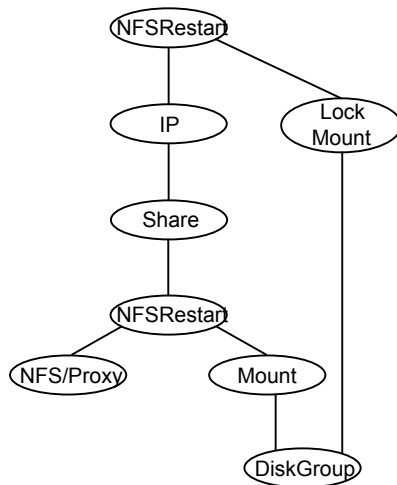 NFSRestart
IP
Lock
Mount
Share
NFSRestart
NFS/Proxy
Mount
DiskGroup